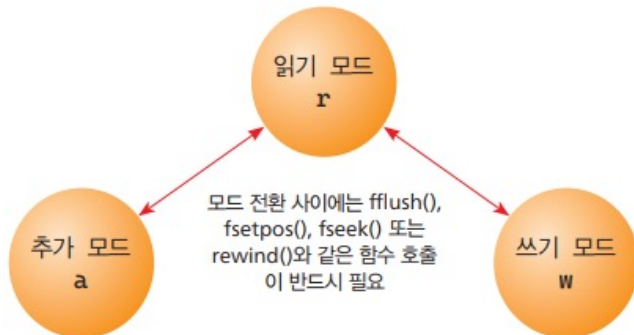 읽기 모드
r
모드 전환 사이에는 fflush(),
fsetpos(), fseek() 또는
rewind()와 같은 함수 호출
이 반드시 필요
추가 모드
a
쓰기 모드
w